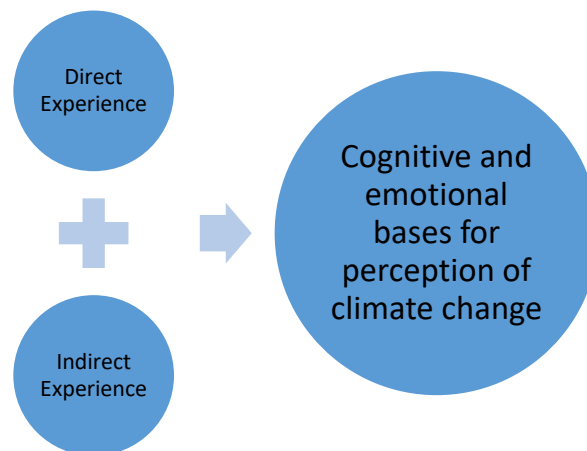 Direct
Experience
Indirect
Experience
Cognitive and
emotional
bases for
perception of
climate change